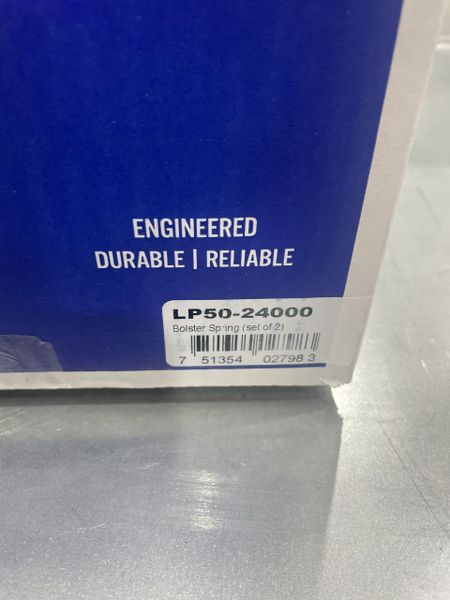 ENGINEERED
DURABLE | RELIABLE
LP50-24000
Bolster Spring (set of 2)
7 51354 02798 3